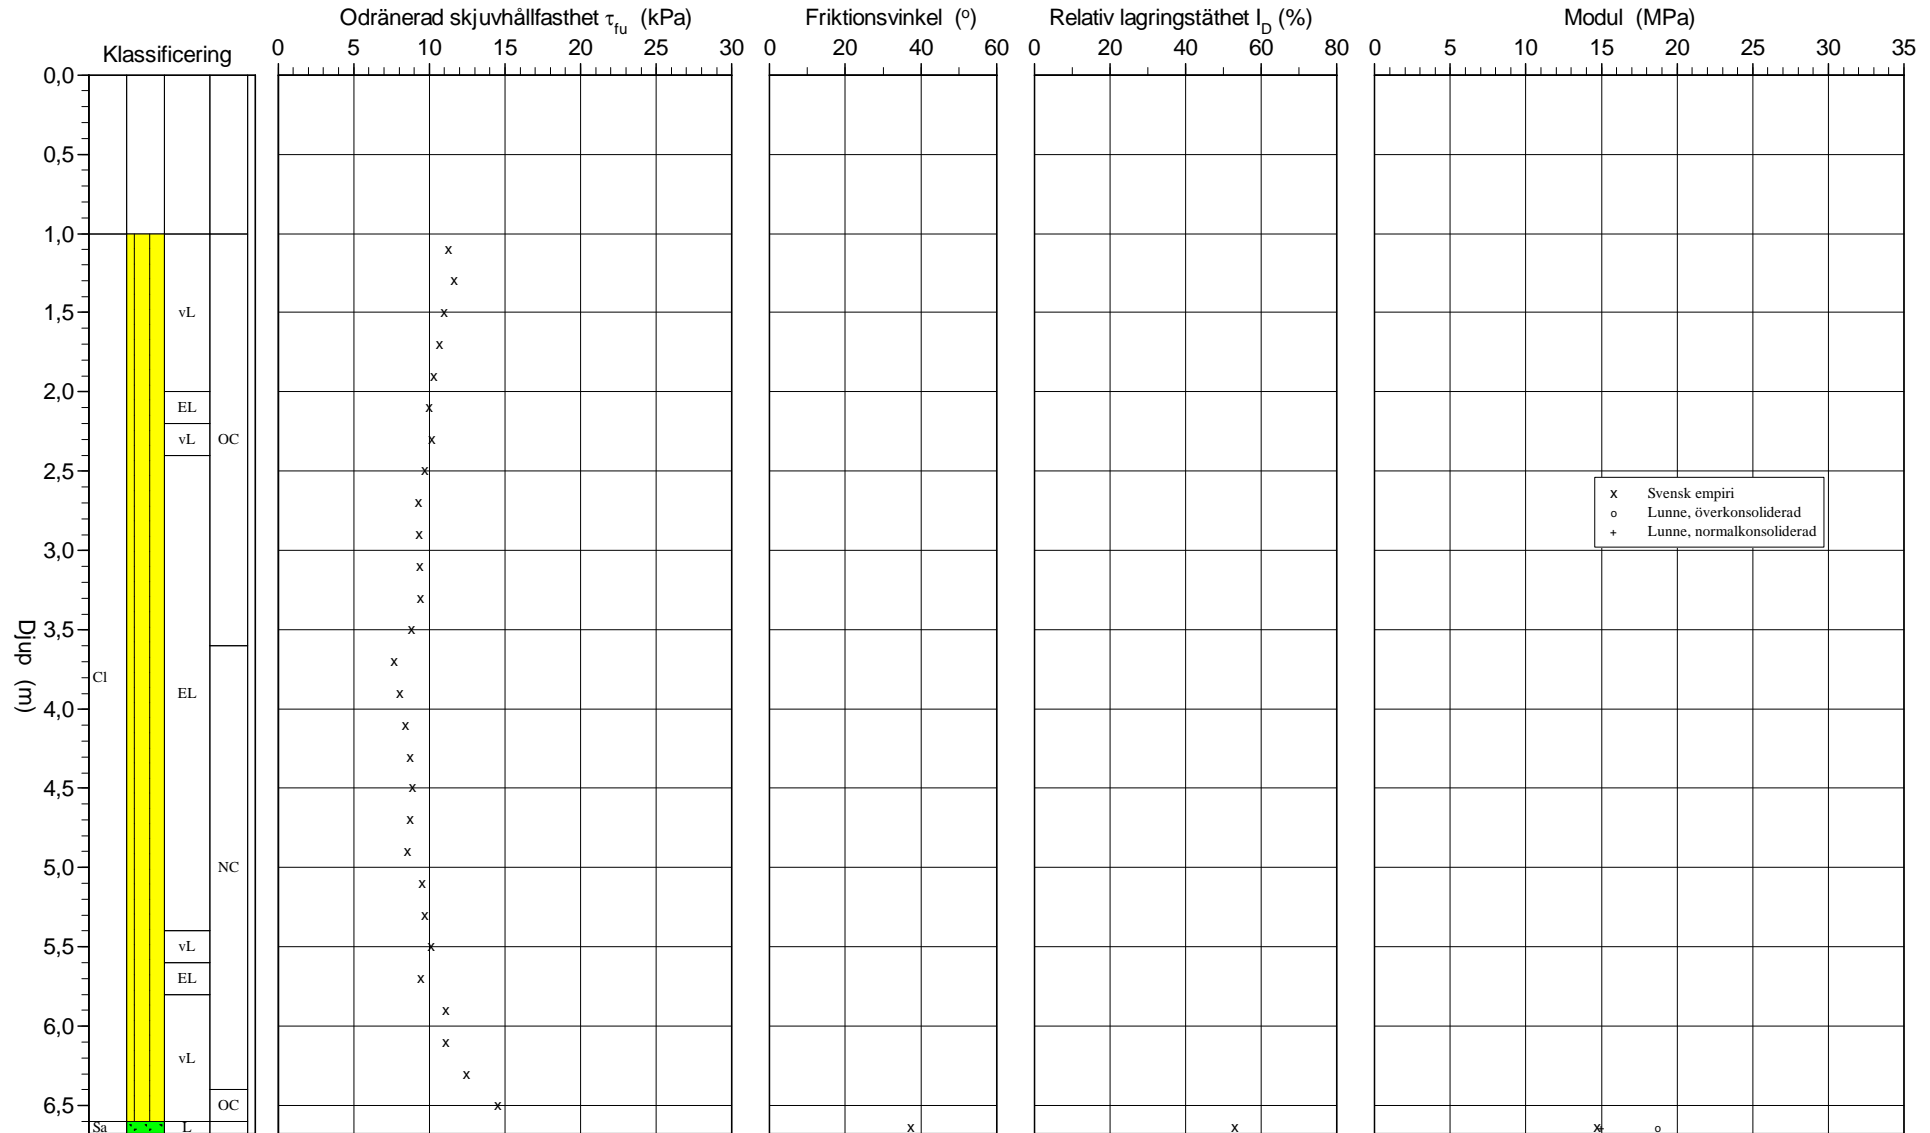 Odränerad skjuvhållfasthet τfu (kPa)
Friktionsvinkel (o)
Relativ lagringstäthet ID (%)
Modul (MPa)
Klassificering
0 5 10 15 20 25 30
0 20 40 60
0 20 40 60 80
0 5 10 15 20 25 30 35
0,0
0,5
1,0
1,5
2,0
2,5
3,0
3,5
4,0
4,5
5,0
5,5
6,0
6,5
Djup (m)
Cl
Sa
vL
EL
vL
EL
vL
EL
vL
L
OC
NC
OC
x Svensk empiri
o Lunne, överkonsoliderad
+ Lunne, normalkonsoliderad